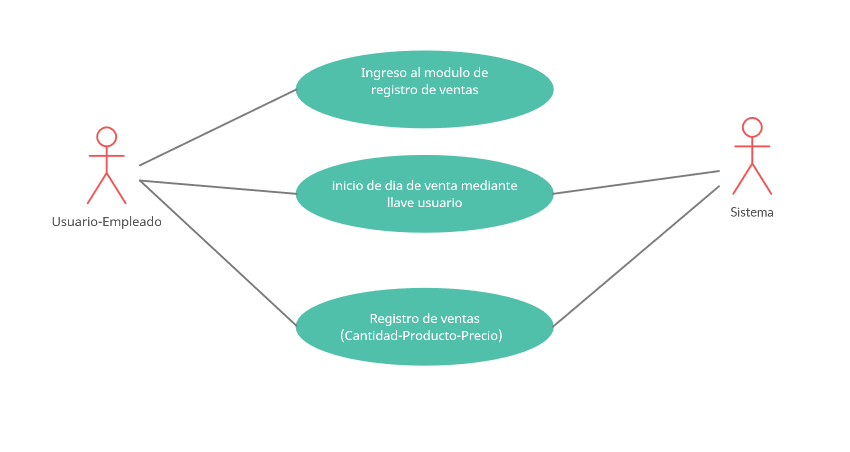 Ingreso al modulo de
registro de ventas
inicio de dia de venta mediante
llave usuario
Usuario-Empleado
Sistema
Registro de ventas
(Cantidad-Producto-Precio)